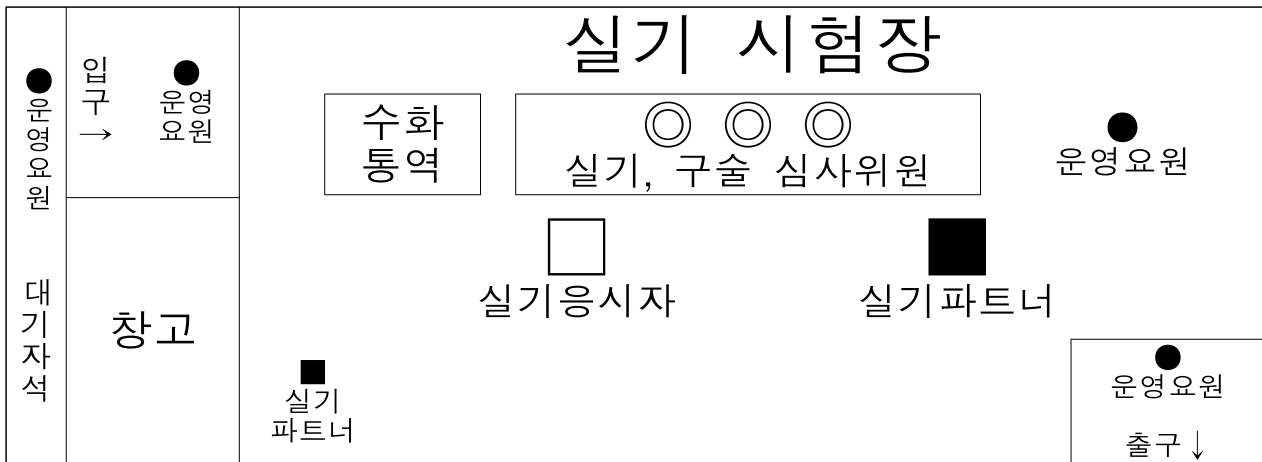 실기 시험장
운영요원
대기자석
입구
→
운영
요원
창고
수화
통역
실기, 구술 심사위원
운영요원
실기응시자
실기파트너
실기
파트너
운영요원
출구↓